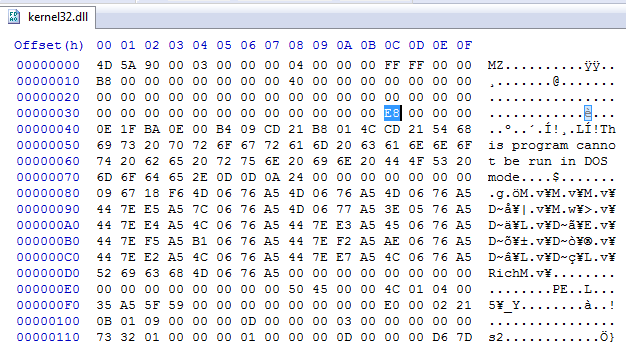 kernel32.dll
Offset(h) 00 01 02 03 04 05 06 07 08 09 0A 0B 0C 0D 0E 0F
00000000 4D 5A 90 00 03 00 00 00 04 00 00 00 FF FF 00 00 MZ..........ÿÿ..
00000010 B8 00 00 00 00 00 00 00 40 00 00 00 00 00 00 00 ¸.......@.......
00000020 00 00 00 00 00 00 00 00 00 00 00 00 00 00 00 00 ................
00000030 00 00 00 00 00 00 00 00 00 00 00 00 E8 00 00 00 ............è...
00000040 0E 1F BA 0E 00 B4 09 CD 21 B8 01 4C CD 21 54 68 ..º..´.Í!¸.LÍ!Th
00000050 69 73 20 70 72 6F 67 72 61 6D 20 63 61 6E 6E 6F is program canno
00000060 74 20 62 65 20 72 75 6E 20 69 6E 20 44 4F 53 20 t be run in DOS
00000070 6D 6F 64 65 2E 0D 0D 0A 24 00 00 00 00 00 00 00 mode....$.......
00000080 09 67 18 F6 4D 06 76 A5 4D 06 76 A5 4D 06 76 A5 .g.öM.v¥M.v¥M.v¥
00000090 44 7E E5 A5 7C 06 76 A5 4D 06 77 A5 3E 05 76 A5 D~å¥|.v¥M.w¥>.v¥
000000A0 44 7E E4 A5 4C 06 76 A5 44 7E E3 A5 45 06 76 A5 D~ä¥L.v¥D~ã¥E.v¥
000000B0 44 7E F5 A5 B1 06 76 A5 44 7E F2 A5 AE 06 76 A5 D~õ¥±.v¥D~ò¥®.v¥
000000C0 44 7E E2 A5 4C 06 76 A5 44 7E E7 A5 4C 06 76 A5 D~â¥L.v¥D~ç¥L.v¥
000000D0 52 69 63 68 4D 06 76 A5 00 00 00 00 00 00 00 00 RichM.v¥........
000000E0 00 00 00 00 00 00 00 00 50 45 00 00 4C 01 04 00 ........PE..L...
000000F0 35 A5 5F 59 00 00 00 00 00 00 00 00 E0 00 02 21 5¥_Y........à..!
00000100 0B 01 09 00 00 00 0D 00 00 00 03 00 00 00 00 00 ................
00000110 73 32 01 00 00 00 01 00 00 00 0D 00 00 00 D6 7D s2............Ö}